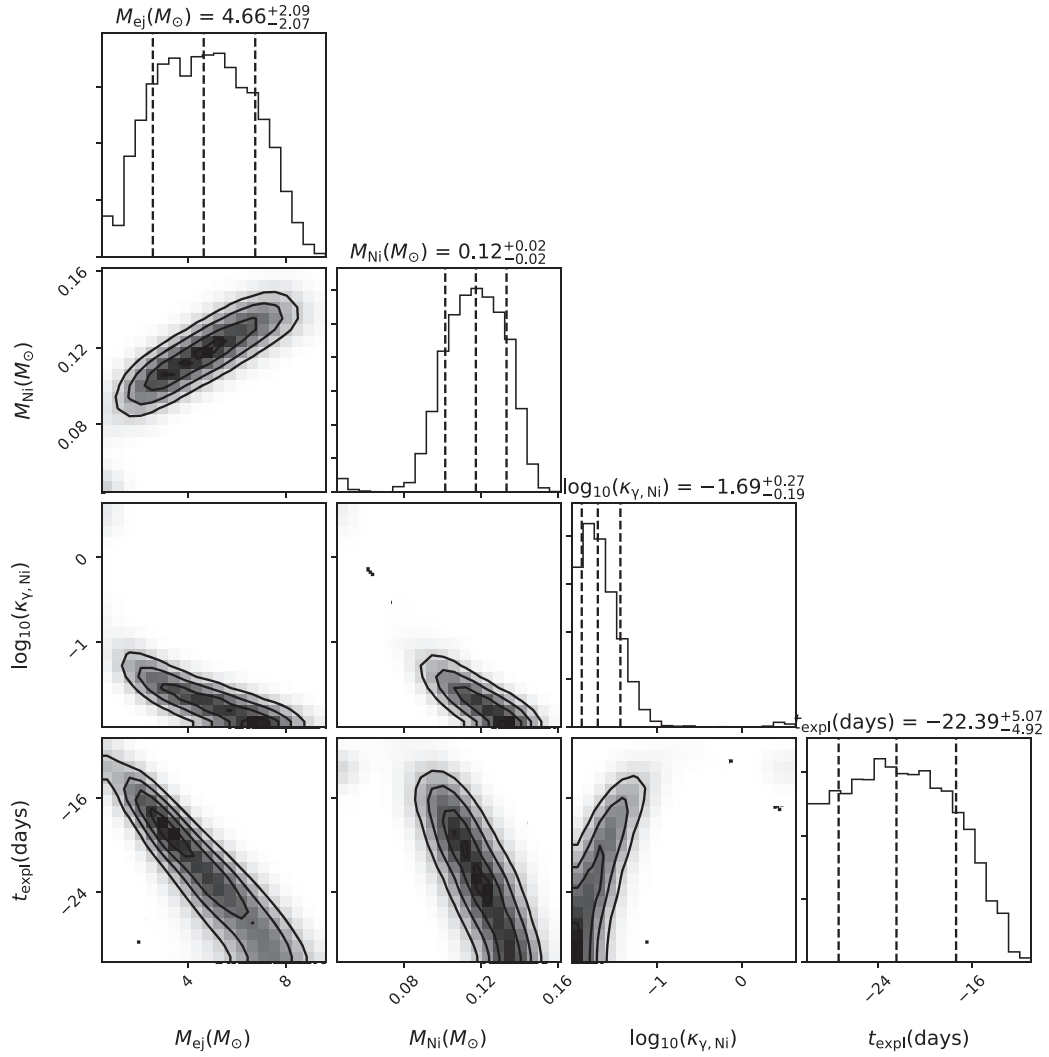 M_ej(M_⊙) = 4.66^{+2.09}_{−2.07}
M_Ni(M_⊙) = 0.12^{+0.02}_{−0.02}
0.16
0.12
0.08
M_Ni(M_⊙)
log₁₀(κ_γ, Ni) = −1.69^{+0.27}_{−0.19}
0
−1
log₁₀(κ_γ, Ni)
t_expl(days) = −22.39^{+5.07}_{−4.92}
−16
−24
t_expl(days)
4 8 0.08 0.12 0.16 −1 0 −24 −16
M_ej(M_⊙) M_Ni(M_⊙) log₁₀(κ_γ, Ni) t_expl(days)